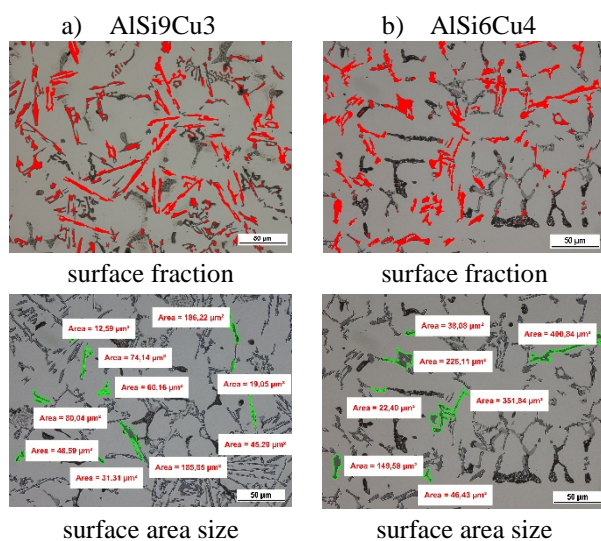 a) AlSi9Cu3
b) AlSi6Cu4
50 µm
50 µm
surface fraction
surface fraction
Area = 12,59 µm²
Area = 186,22 µm²
Area = 74,14 µm²
Area = 60,16 µm²
Area = 19,05 µm²
Area = 80,04 µm²
Area = 46,59 µm²
Area = 45,29 µm²
Area = 31,31 µm²
Area = 185,85 µm²
50 µm
Area = 38,08 µm²
Area = 400,84 µm²
Area = 225,11 µm²
Area = 351,84 µm²
Area = 22,40 µm²
Area = 149,58 µm²
Area = 46,43 µm²
50 µm
surface area size
surface area size